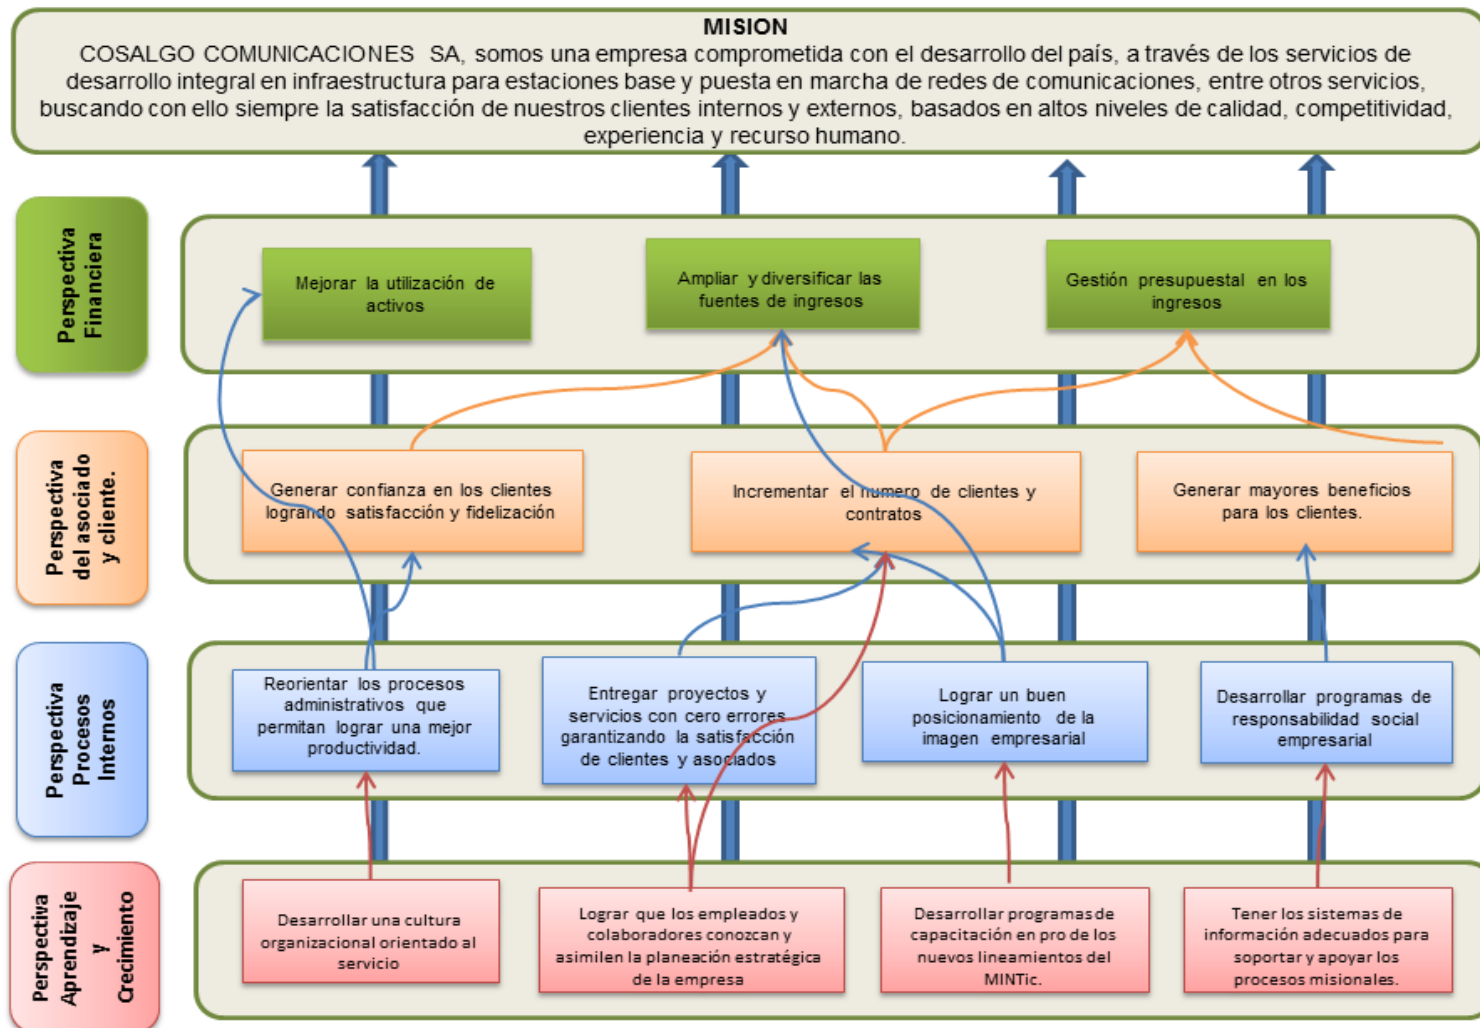 MISION
COSALGO COMUNICACIONES SA, somos una empresa comprometida con el desarrollo del país, a través de los servicios de
desarrollo integral en infraestructura para estaciones base y puesta en marcha de redes de comunicaciones, entre otros servicios,
buscando con ello siempre la satisfacción de nuestros clientes internos y externos, basados en altos niveles de calidad, competitividad,
experiencia y recurso humano.
Perspectiva
Financiera
Mejorar la utilización de
activos
Ampliar y diversificar las
fuentes de ingresos
Gestión presupuestal en los
ingresos
Perspectiva
del asociado
y cliente.
Generar confianza en los clientes
logrando satisfacción y fidelización
Incrementar el numero de clientes y
contratos
Generar mayores beneficios
para los clientes.
Perspectiva
Procesos
Internos
Reorientar los procesos
administrativos que
permitan lograr una mejor
productividad.
Entregar proyectos y
servicios con cero errores
garantizando la satisfacción
de clientes y asociados
Lograr un buen
posicionamiento de la
imagen empresarial
Desarrollar programas de
responsabilidad social
empresarial
Perspectiva
Aprendizaje
y
Crecimiento
Desarrollar una cultura
organizacional orientado al
servicio
Lograr que los empleados y
colaboradores conozcan y
asimilen la planeación estratégica
de la empresa
Desarrollar programas de
capacitación en pro de los
nuevos lineamientos del
MINTic.
Tener los sistemas de
información adecuados para
soportar y apoyar los
procesos misionales.